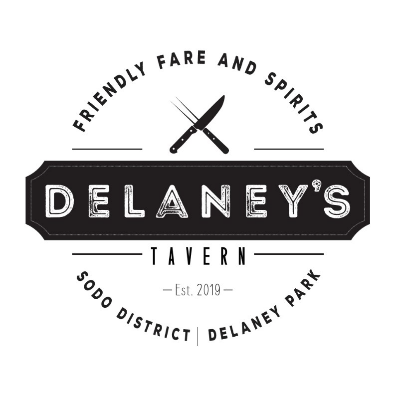 FRIENDLY FARE AND SPIRITS
DELANEY'S
TAVERN
Est. 2019
SODO DISTRICT | DELANEY PARK